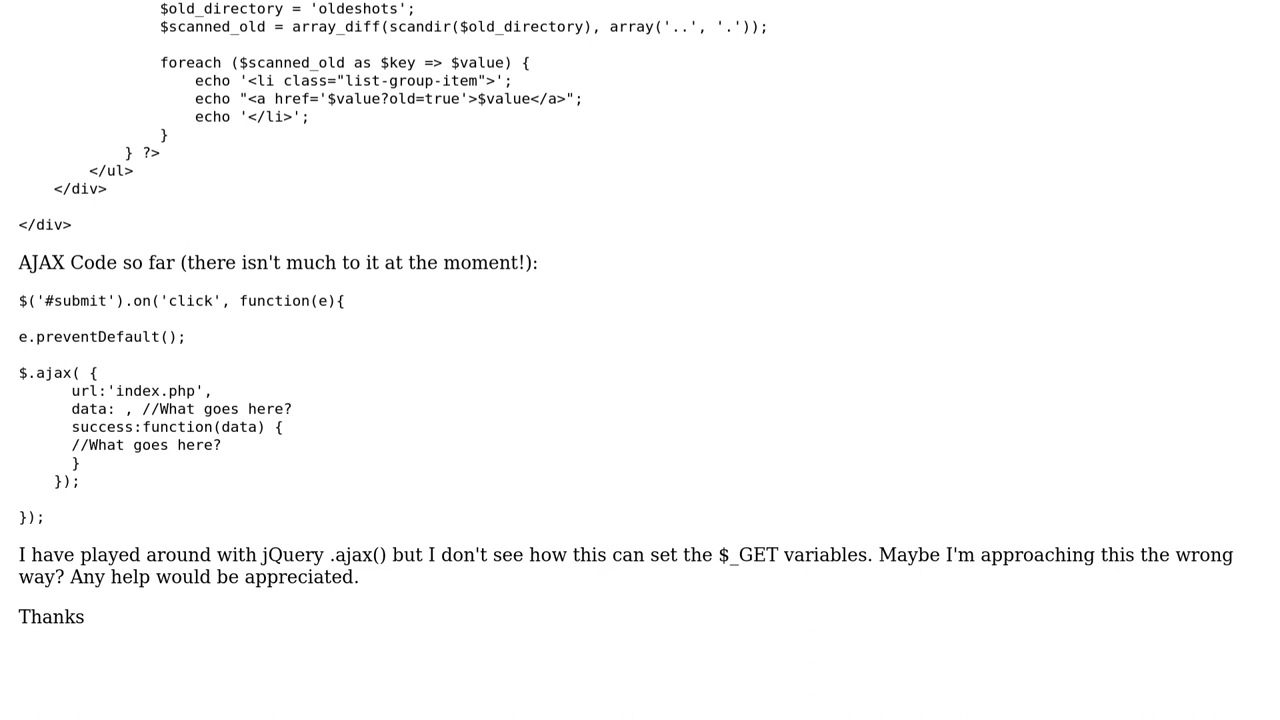 $old_directory = 'oldeshots';
$scanned_old = array_diff(scandir($old_directory), array('..', '.'));
foreach ($scanned_old as $key => $value) {
echo '<li class="list-group-item">';
echo "<a href='$value?old=true'>$value</a>";
echo '</li>';
}
} ?>
</ul>
</div>
</div>
AJAX Code so far (there isn't much to it at the moment!):
$('#submit').on('click', function(e){
e.preventDefault();
$.ajax( {
url:'index.php',
data: , //What goes here?
success:function(data) {
//What goes here?
}
});
});
I have played around with jQuery .ajax() but I don't see how this can set the $_GET variables. Maybe I'm approaching this the wrong
way? Any help would be appreciated.
Thanks